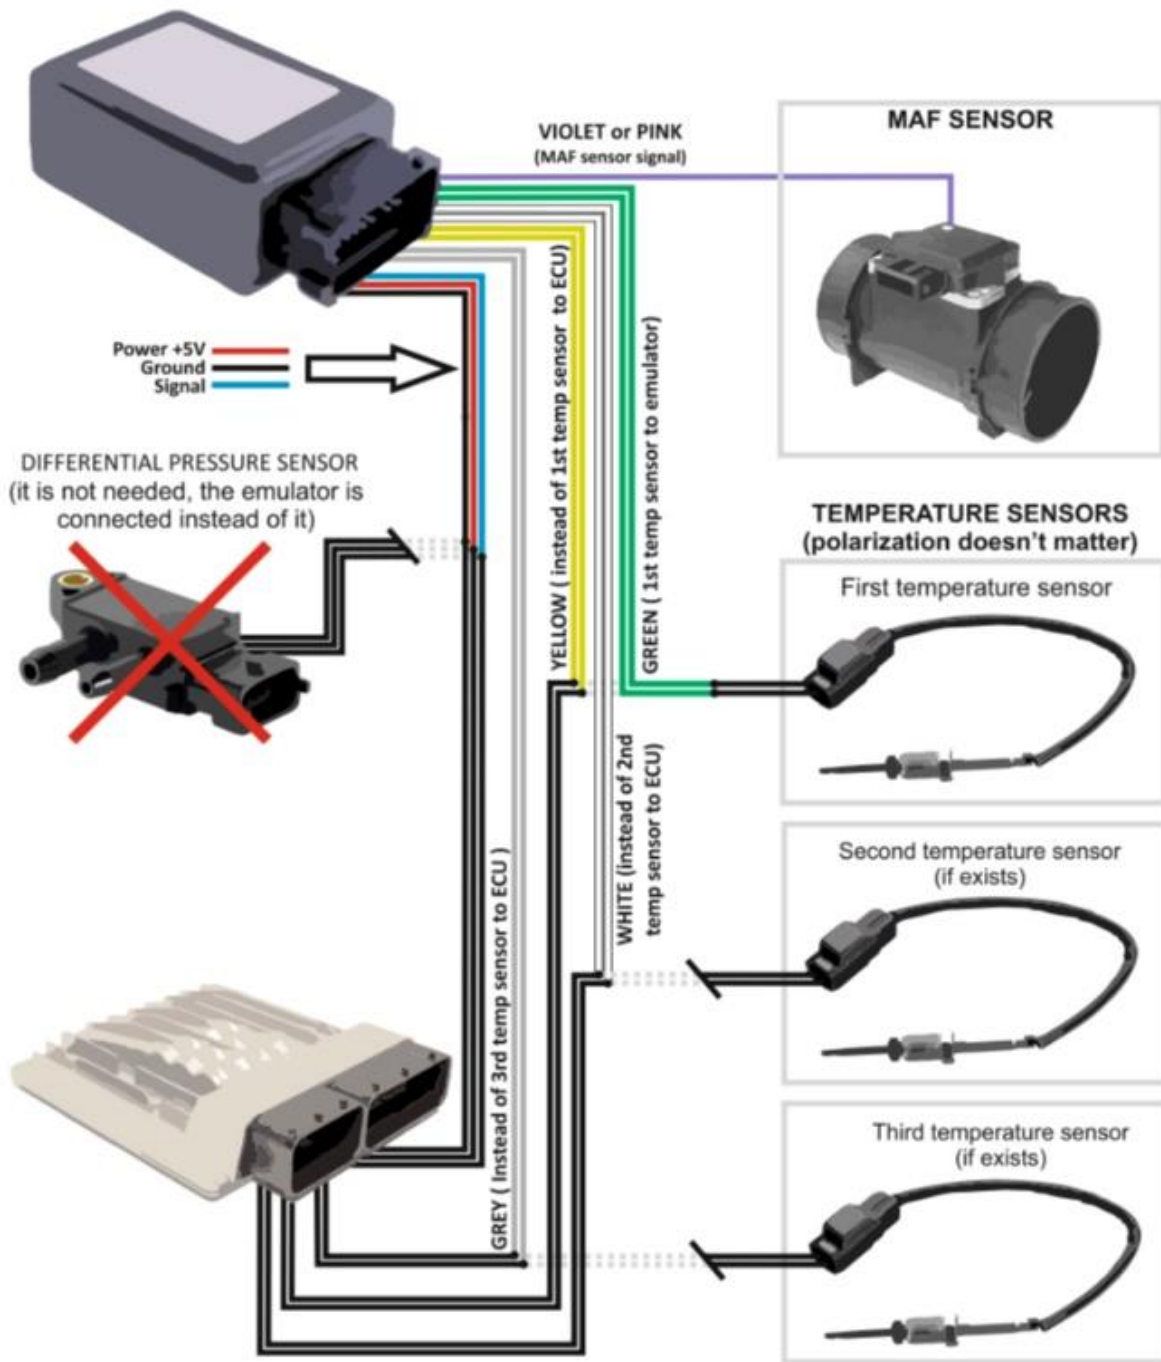 VIOLET or PINK
(MAF sensor signal)
MAF SENSOR
Power +5V
Ground
Signal
DIFFERENTIAL PRESSURE SENSOR
(it is not needed, the emulator is
connected instead of it)
YELLOW ( instead of 1st temp sensor to ECU)
GREEN ( 1st temp sensor to emulator)
TEMPERATURE SENSORS
(polarization doesn't matter)
First temperature sensor
WHITE (instead of 2nd
temp sensor to ECU)
Second temperature sensor
(if exists)
GREY ( Instead of 3rd temp sensor to ECU )
Third temperature sensor
(if exists)